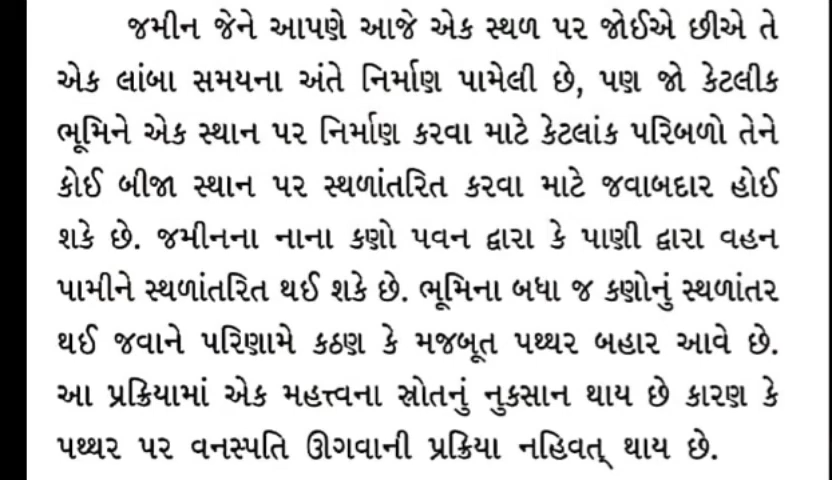 જમીન જેને આપણે આજે એક સ્થળ પર જોઈએ છીએ તે
એક લાંબા સમયના અંતે નિર્માણ પામેલી છે, પણ જો કેટલીક
ભૂમિને એક સ્થાન પર નિર્માણ કરવા માટે કેટલાંક પરિબળો તેને
કોઈ બીજા સ્થાન પર સ્થળાંતરિત કરવા માટે જવાબદાર હોઈ
શકે છે. જમીનના નાના કણો પવન દ્વારા કે પાણી દ્વારા વહન
પામીને સ્થળાંતરિત થઈ શકે છે. ભૂમિના બધા જ કણોનું સ્થળાંતર
થઈ જવાને પરિણામે કઠણ કે મજબૂત પથ્થર બહાર આવે છે.
આ પ્રક્રિયામાં એક મહત્ત્વના સ્રોતનું નુકસાન થાય છે કારણ કે
પથ્થર પર વનસ્પતિ ઊગવાની પ્રક્રિયા નહિવત્ થાય છે.